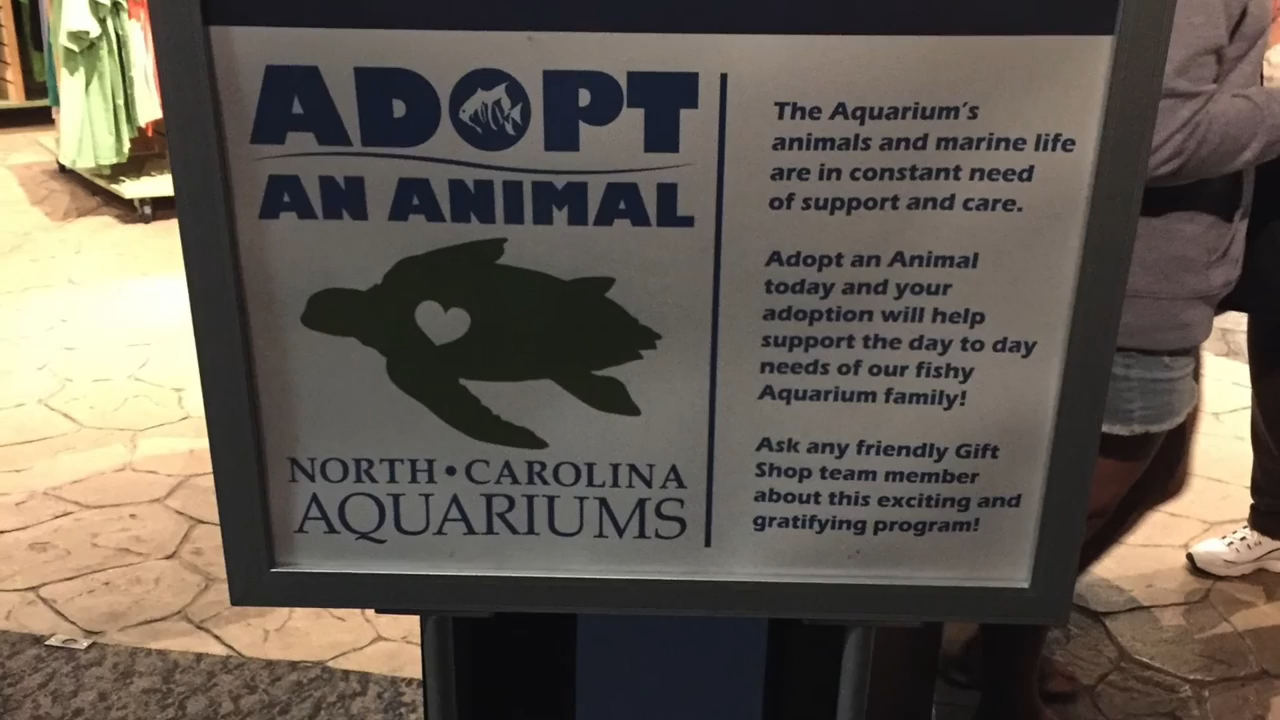 ADOPT
AN ANIMAL
NORTH • CAROLINA
AQUARIUMS
The Aquarium's
animals and marine life
are in constant need
of support and care.
Adopt an Animal
today and your
adoption will help
support the day to day
needs of our fishy
Aquarium family!
Ask any friendly Gift
Shop team member
about this exciting and
gratifying program!